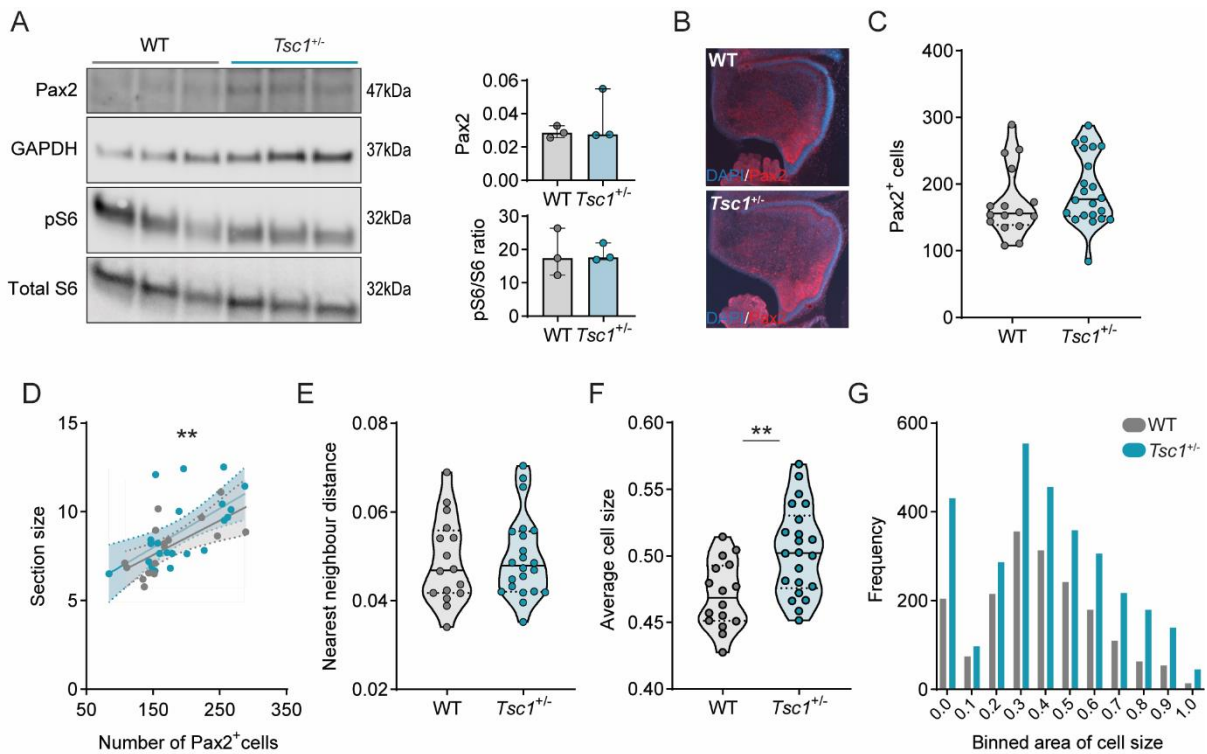 A
WT
Tsc1+/-
Pax2
47kDa
GAPDH
37kDa
pS6
32kDa
Total S6
32kDa
Pax2
0.06
0.04
0.02
0.00
WT Tsc1+/-
pS6/S6 ratio
30
20
10
0
WT Tsc1+/-
B
WT
DAPI/Pax2
Tsc1+/-
DAPI/Pax2
C
Pax2+ cells
400
300
200
100
0
WT
Tsc1+/-
D
**
Section size
15
10
5
0
50
150
250
350
Number of Pax2+cells
E
Nearest neighbour distance
0.08
0.06
0.04
0.02
WT
Tsc1+/-
F
**
Average cell size
0.60
0.55
0.50
0.45
0.40
WT
Tsc1+/-
G
WT
Tsc1+/-
Frequency
600
400
200
0
0.0
0.1
0.2
0.3
0.4
0.5
0.6
0.7
0.8
0.9
1.0
Binned area of cell size